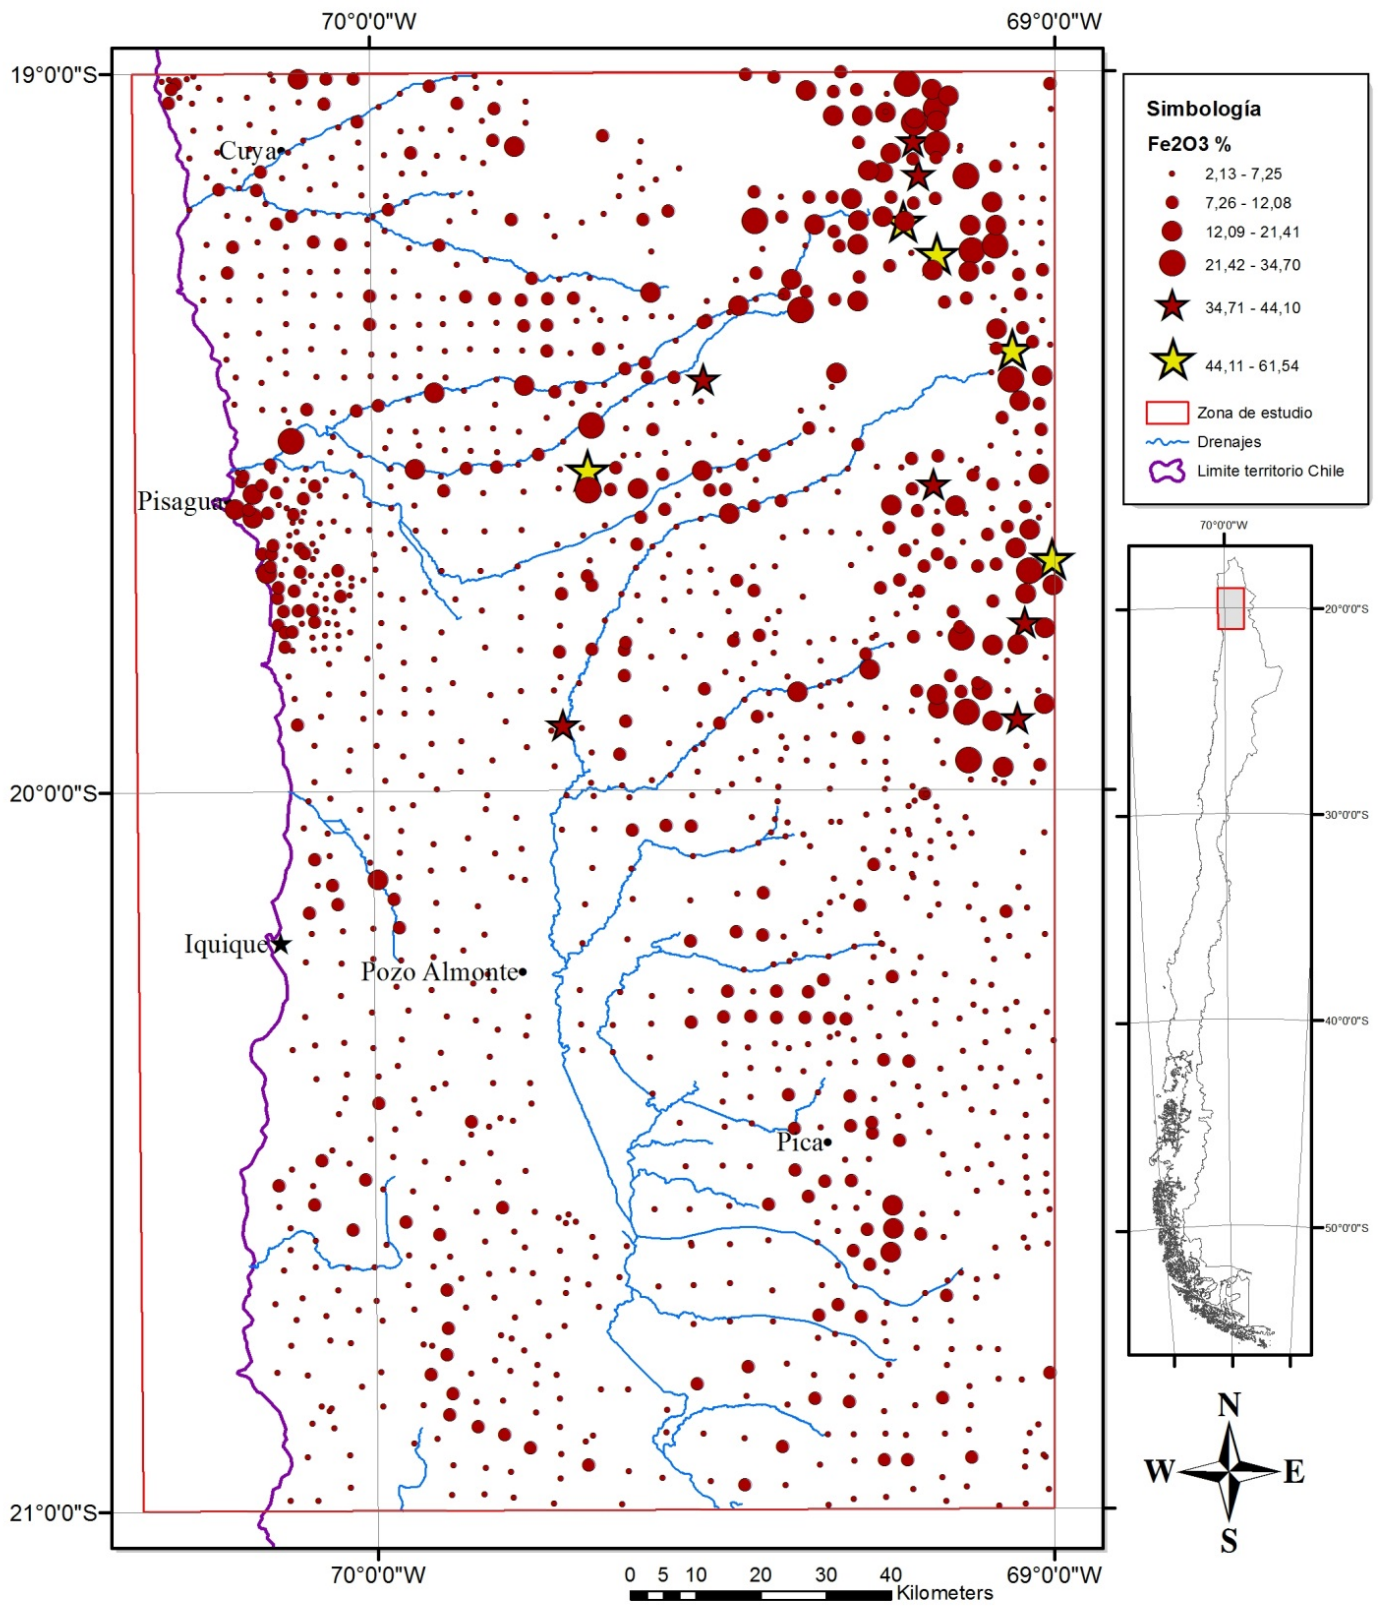 70°0'0"W
69°0'0"W
19°0'0"S
Cuya
Pisagua
20°0'0"S
Iquique
Pozo Almonte
Pica
21°0'0"S
70°0'0"W
69°0'0"W
0 5 10 20 30 40
Kilometers
Simbología
Fe2O3 %
2,13 - 7,25
7,26 - 12,08
12,09 - 21,41
21,42 - 34,70
34,71 - 44,10
44,11 - 61,54
Zona de estudio
Drenajes
Limite territorio Chile
70°0'0"W
20°0'0"S
30°0'0"S
40°0'0"S
50°0'0"S
N
W E
S